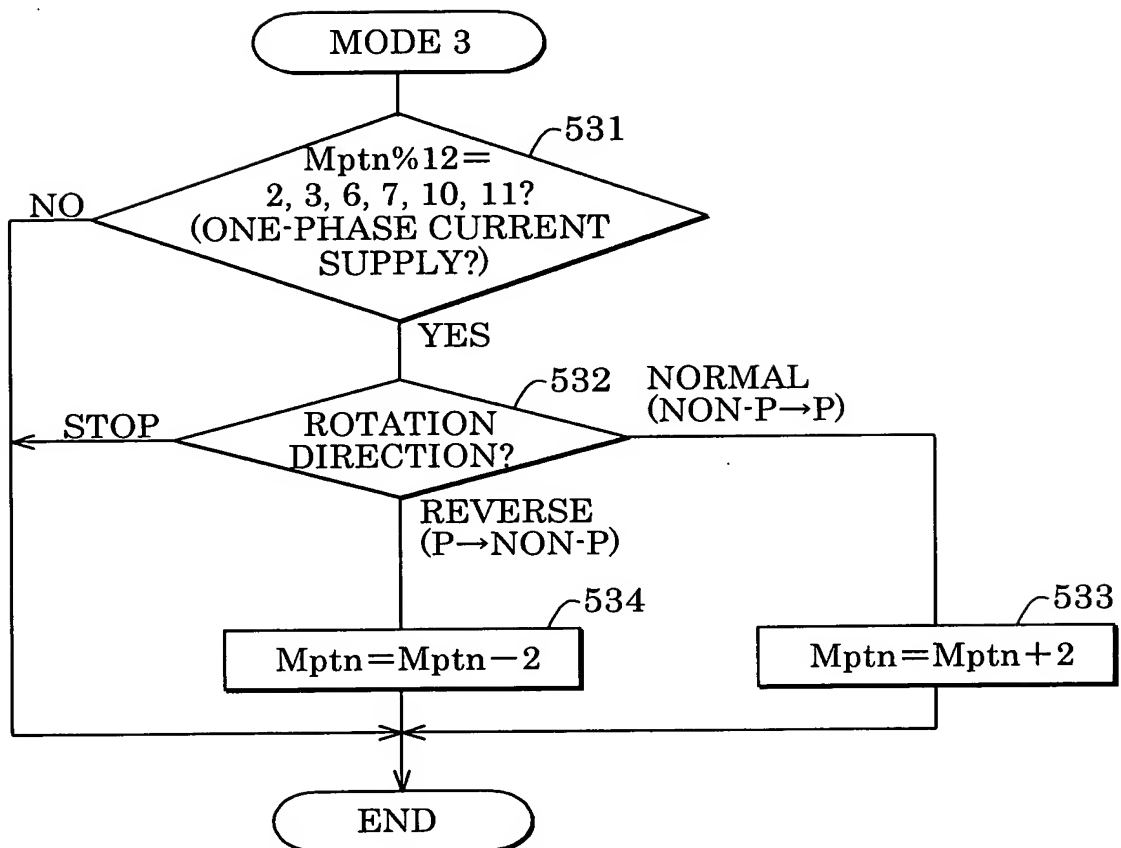 MODE 3
531
Mptn%12=
2, 3, 6, 7, 10, 11?
(ONE-PHASE CURRENT
SUPPLY?)
NO
YES
532
NORMAL
(NON-P→P)
STOP
ROTATION
DIRECTION?
REVERSE
(P→NON-P)
534
533
Mptn=Mptn−2
Mptn=Mptn+2
END